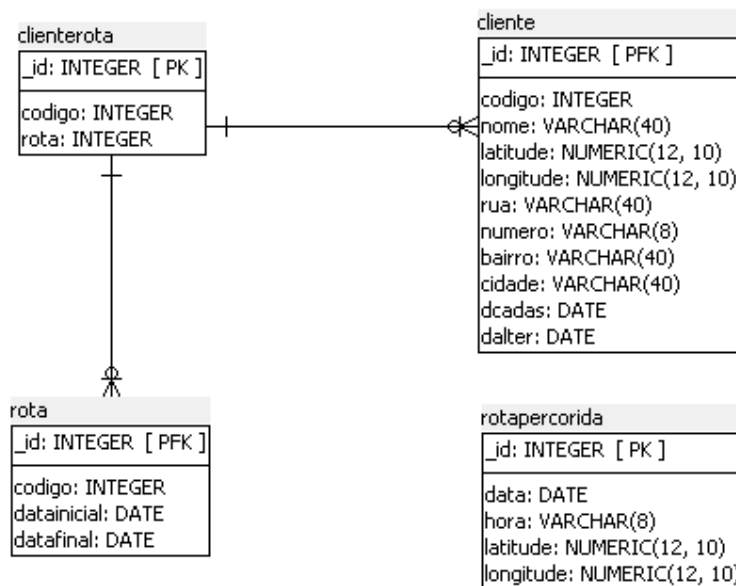 clienterota
_id: INTEGER [ PK ]
codigo: INTEGER
rota: INTEGER
cliente
_id: INTEGER [ PFK ]
codigo: INTEGER
nome: VARCHAR(40)
latitude: NUMERIC(12, 10)
longitude: NUMERIC(12, 10)
rua: VARCHAR(40)
numero: VARCHAR(8)
bairro: VARCHAR(40)
cidade: VARCHAR(40)
dcadas: DATE
dalter: DATE
rota
_id: INTEGER [ PFK ]
codigo: INTEGER
datainicial: DATE
datafinal: DATE
rotapercorida
_id: INTEGER [ PK ]
data: DATE
hora: VARCHAR(8)
latitude: NUMERIC(12, 10)
longitude: NUMERIC(12, 10)